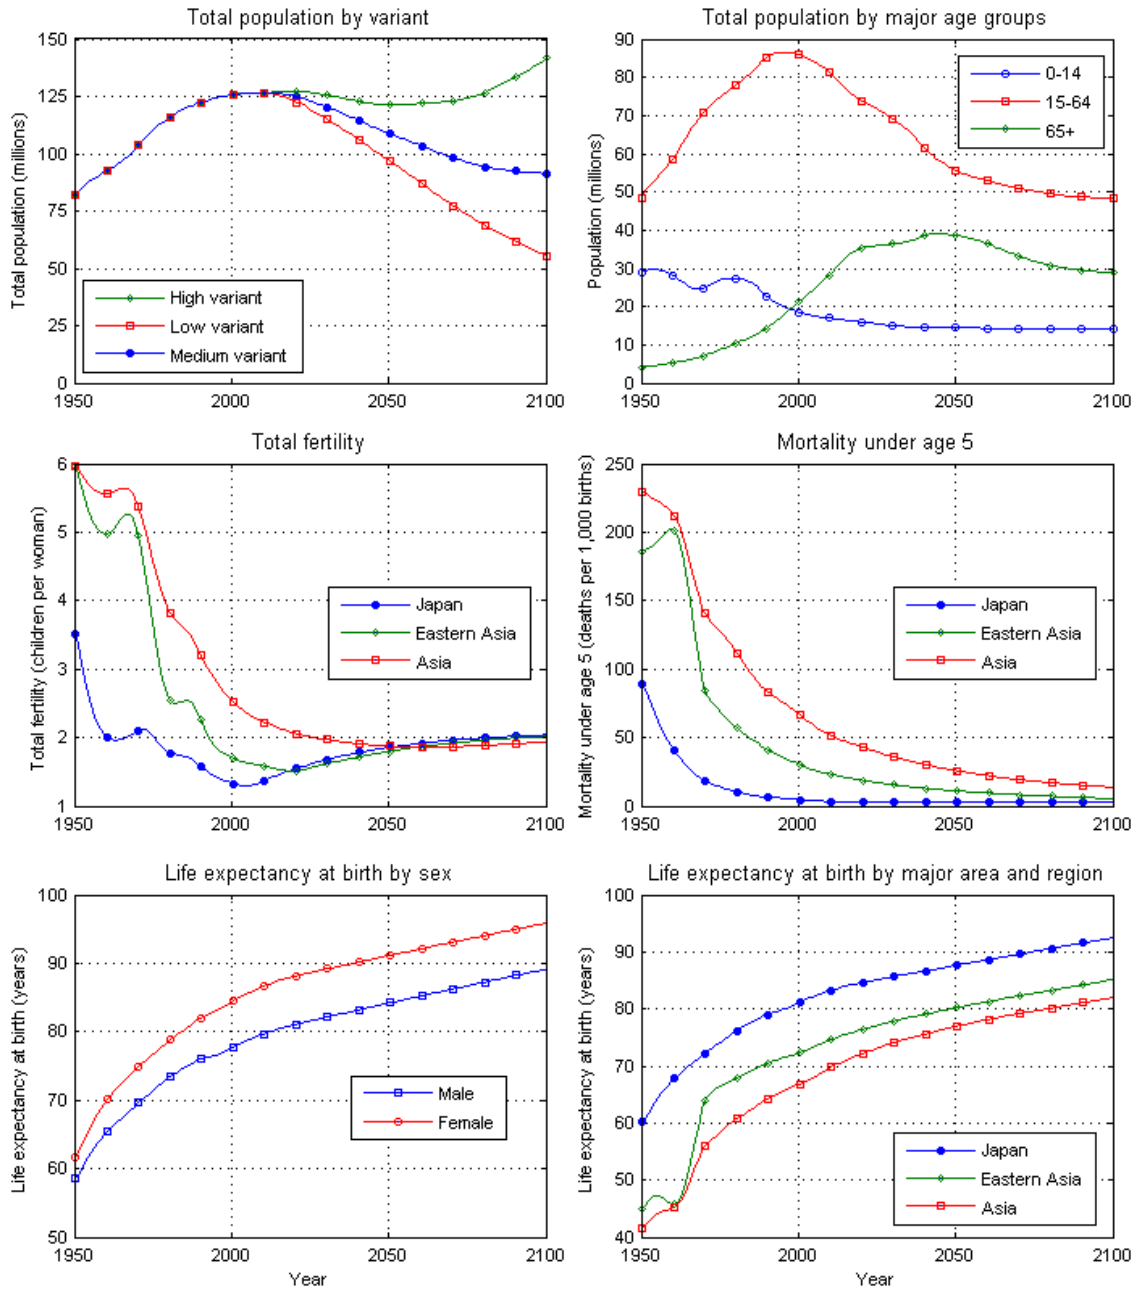 Total population by variant
Total population (millions)
150
125
100
75
50
25
0
1950
2000
2050
2100
High variant
Low variant
Medium variant
Total population by major age groups
Population (millions)
90
80
70
60
50
40
30
20
10
0
1950
2000
2050
2100
0-14
15-64
65+
Total fertility
Total fertility (children per woman)
6
5
4
3
2
1
1950
2000
2050
2100
Japan
Eastern Asia
Asia
Mortality under age 5
Mortality under age 5 (deaths per 1,000 births)
250
200
150
100
50
0
1950
2000
2050
2100
Japan
Eastern Asia
Asia
Life expectancy at birth by sex
Life expectancy at birth (years)
100
90
80
70
60
50
1950
2000
2050
2100
Year
Male
Female
Life expectancy at birth by major area and region
Life expectancy at birth (years)
100
90
80
70
60
50
40
1950
2000
2050
2100
Year
Japan
Eastern Asia
Asia